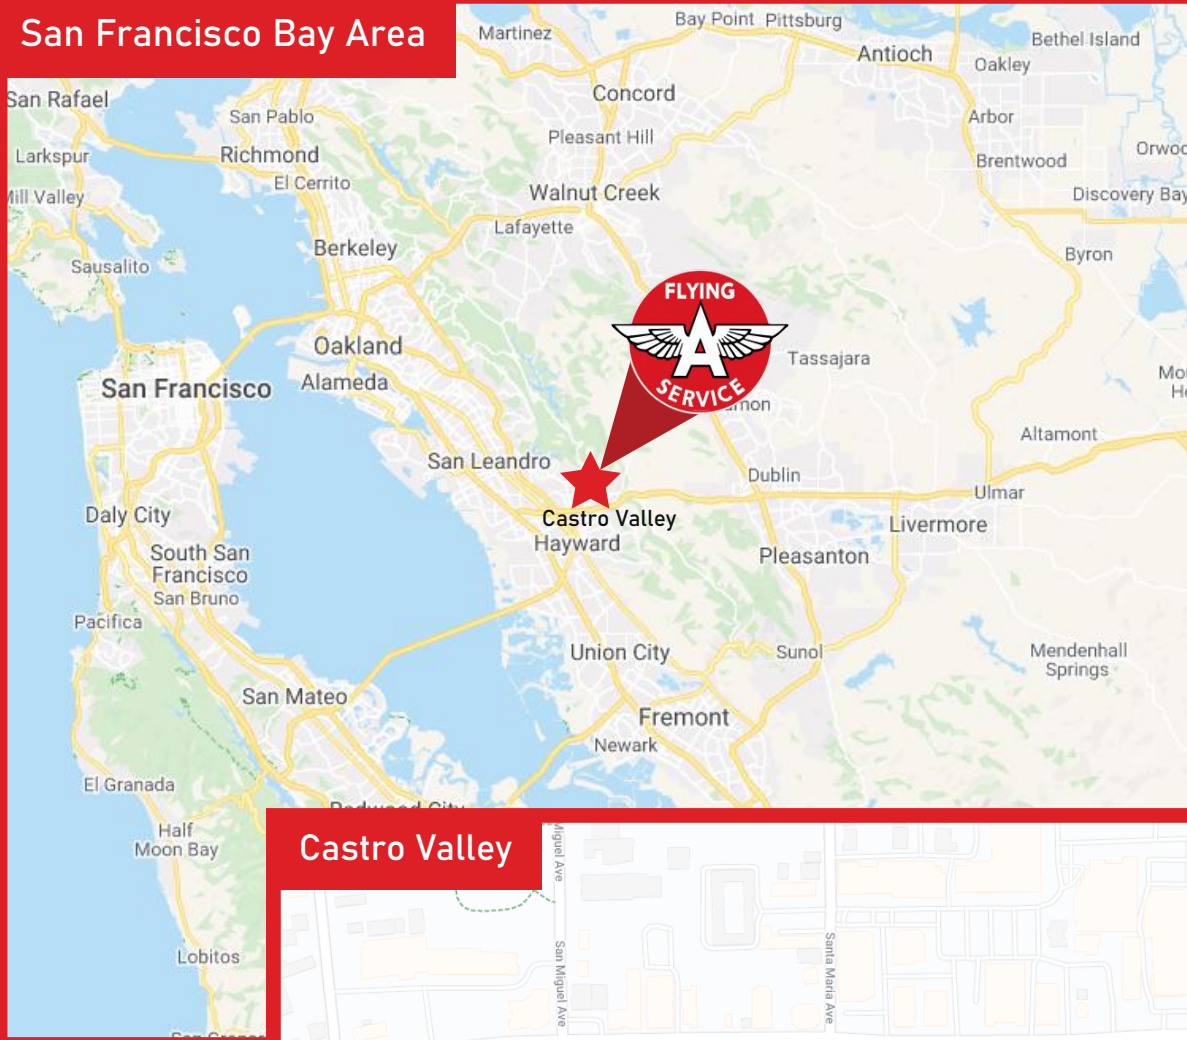 San Francisco Bay Area
Martinez
Bay Point
Pittsburg
Antioch
Bethel Island
Oakley
San Rafael
Concord
San Pablo
Arbor
Pleasant Hill
Larkspur
Richmond
Brentwood
El Cerrito
Walnut Creek
Discovery Bay
Lafayette
Berkeley
Byron
Sausalito
FLYING
A
SERVICE
Oakland
Tassajara
San Francisco
Alameda
Altamont
San Leandro
Dublin
Ulmar
Castro Valley
Daly City
Livermore
Hayward
South San
Francisco
Pleasanton
San Bruno
Pacifica
Union City
Sunol
Mendenhall
Springs
San Mateo
Fremont
Newark
El Granada
Half
Moon Bay
Castro Valley
Miguel Ave
San Miguel Ave
Santa Maria Ave
Lobitos